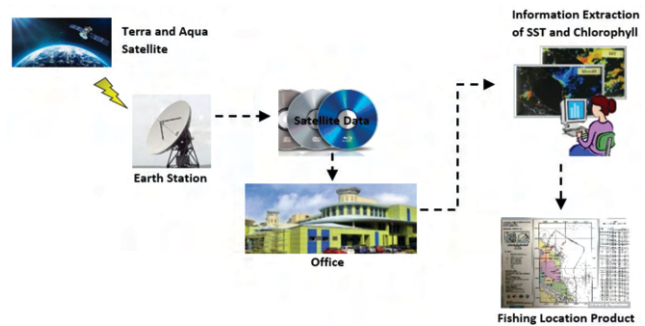 Terra and Aqua
Satellite
Earth Station
Satellite Data
Office
Information Extraction
of SST and Chlorophyll
Fishing Location Product